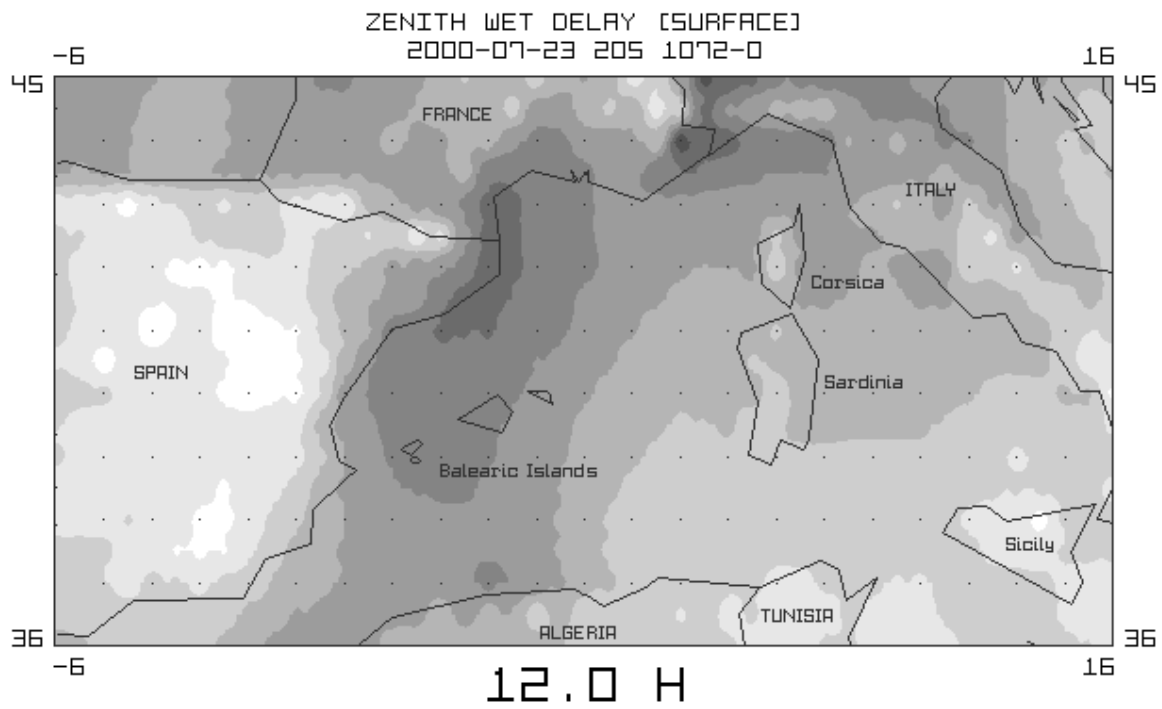 ZENITH WET DELAY [SURFACE]
2000-07-23 205 1072-0
-6 16
45 45
FRANCE
ITALY
Corsica
SPAIN
Sardinia
Balearic Islands
Sicily
TUNISIA
ALGERIA
36 36
-6 16
12.0 H